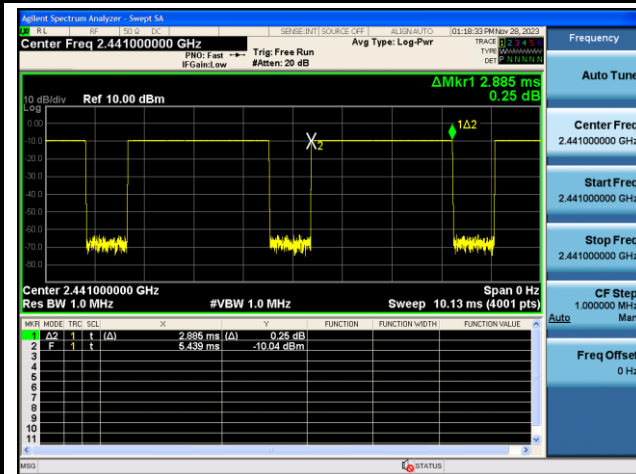 Agilent Spectrum Analyzer - Swept SA
RL RF 50 Ω DC SENSE:INT SOURCE OFF ALIGN AUTO 01:18:33 PM Nov 28, 2023
Center Freq 2.441000000 GHz
PNO: Fast
IFGain:Low
Trig: Free Run
#Atten: 20 dB
Avg Type: Log-Pwr
TRACE 1 2 3 4 5 6
TYPE
DET P N N N N N
ΔMkr1 2.885 ms
0.25 dB
10 dB/div
Log
Ref 10.00 dBm
0.00
-10.0
-20.0
-30.0
-40.0
-50.0
-60.0
-70.0
-80.0
1Δ2
X2
Center 2.441000000 GHz
Span 0 Hz
Res BW 1.0 MHz
#VBW 1.0 MHz
Sweep 10.13 ms (4001 pts)
MKR MODE TRC SCL X Y FUNCTION FUNCTION WIDTH FUNCTION VALUE
1 Δ2 1 t (Δ) 2.885 ms (Δ) 0.25 dB
2 F 1 t 5.439 ms -10.04 dBm
3
4
5
6
7
8
9
10
11
MSG
STATUS
Frequency
Auto Tune
Center Freq
2.441000000 GHz
Start Freq
2.441000000 GHz
Stop Freq
2.441000000 GHz
CF Step
1.000000 MHz
Auto Man
Freq Offset
0 Hz